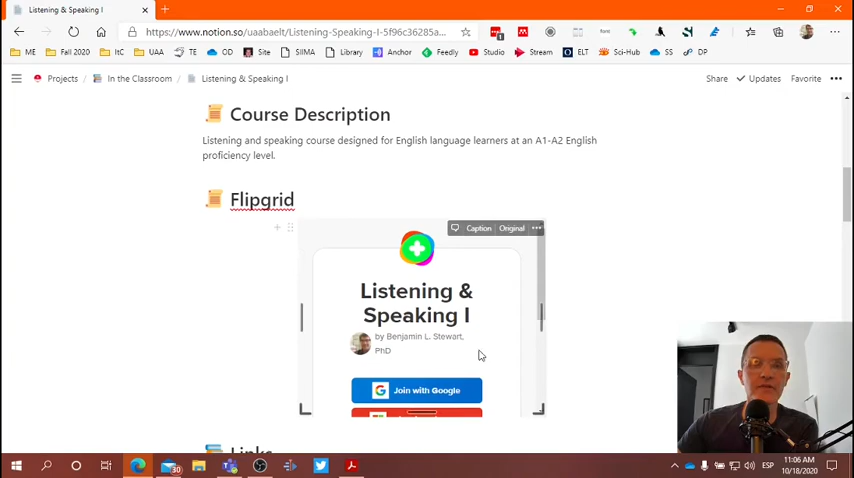 Listening & Speaking I
https://www.notion.so/uaabaelt/Listening-Speaking-I-5f96c36285a...
ME
Fall 2020
ItC
UAA
TE
OD
Site
SIIMA
Library
Anchor
Feedly
Studio
Stream
ELT
Sci-Hub
SS
DP
Projects / In the Classroom / Listening & Speaking I
Share
Updates
Favorite
Course Description
Listening and speaking course designed for English language learners at an A1-A2 English
proficiency level.
Flipgrid
Caption
Original
Listening &
Speaking I
by Benjamin L. Stewart,
PhD
Join with Google
Links
30
ESP
11:06 AM
10/18/2020